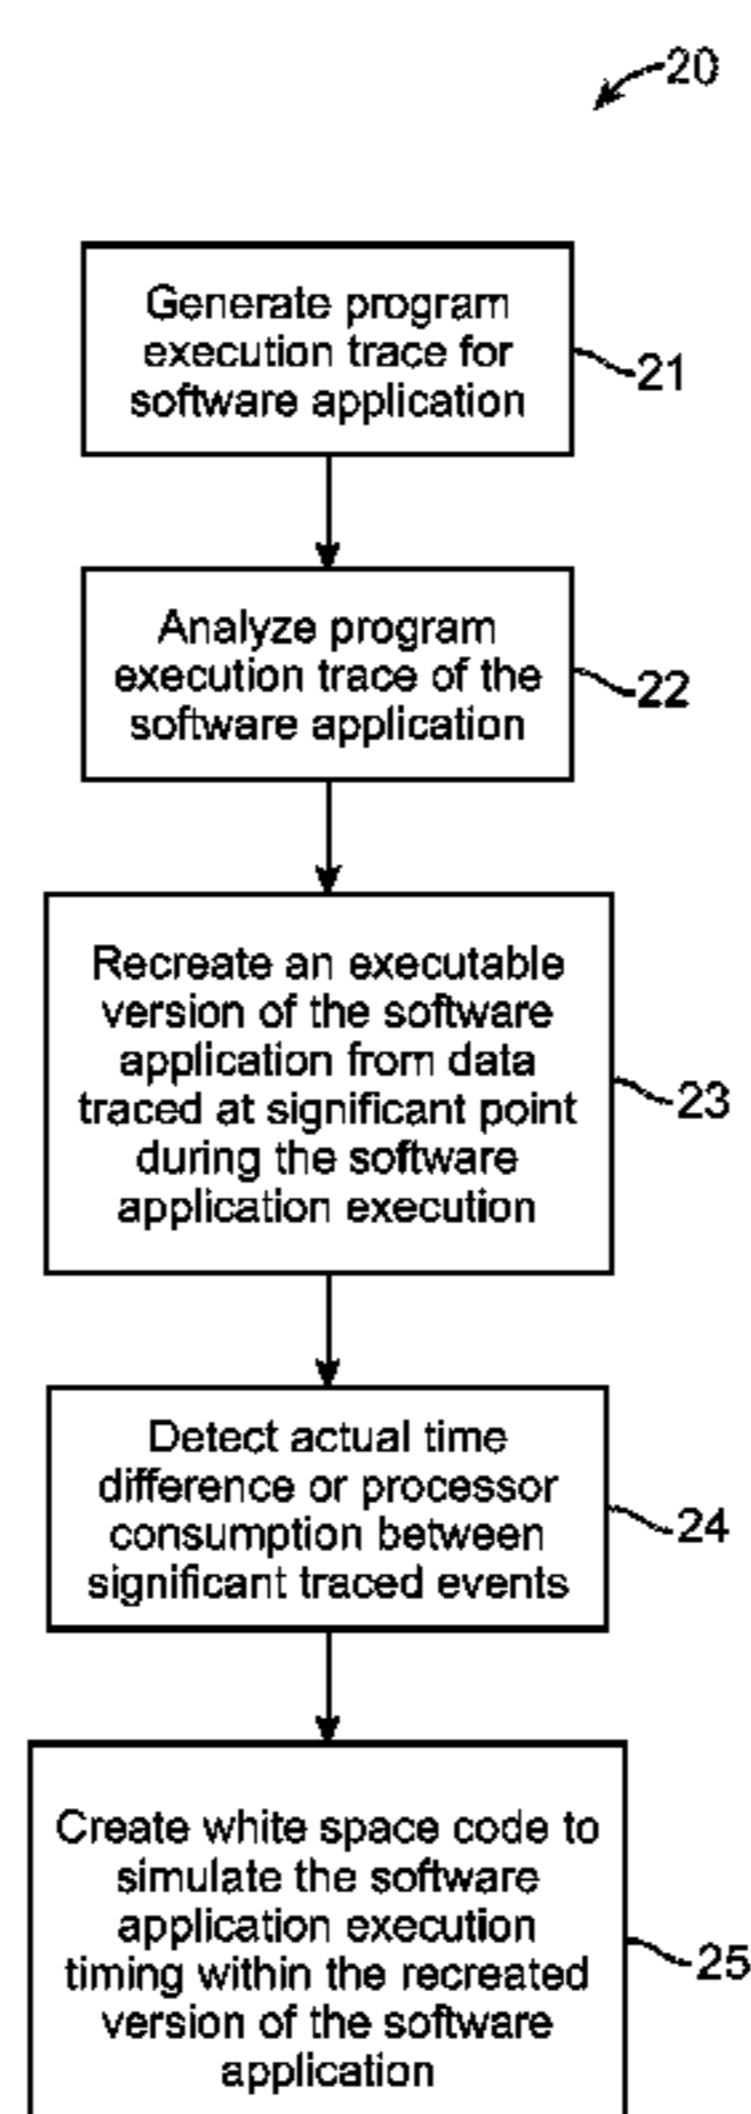 20
Generate program
execution trace for
software application
21
Analyze program
execution trace of the
software application
22
Recreate an executable
version of the software
application from data
traced at significant point
during the software
application execution
23
Detect actual time
difference or processor
consumption between
significant traced events
24
Create white space code to
simulate the software
application execution
timing within the recreated
version of the software
application
25